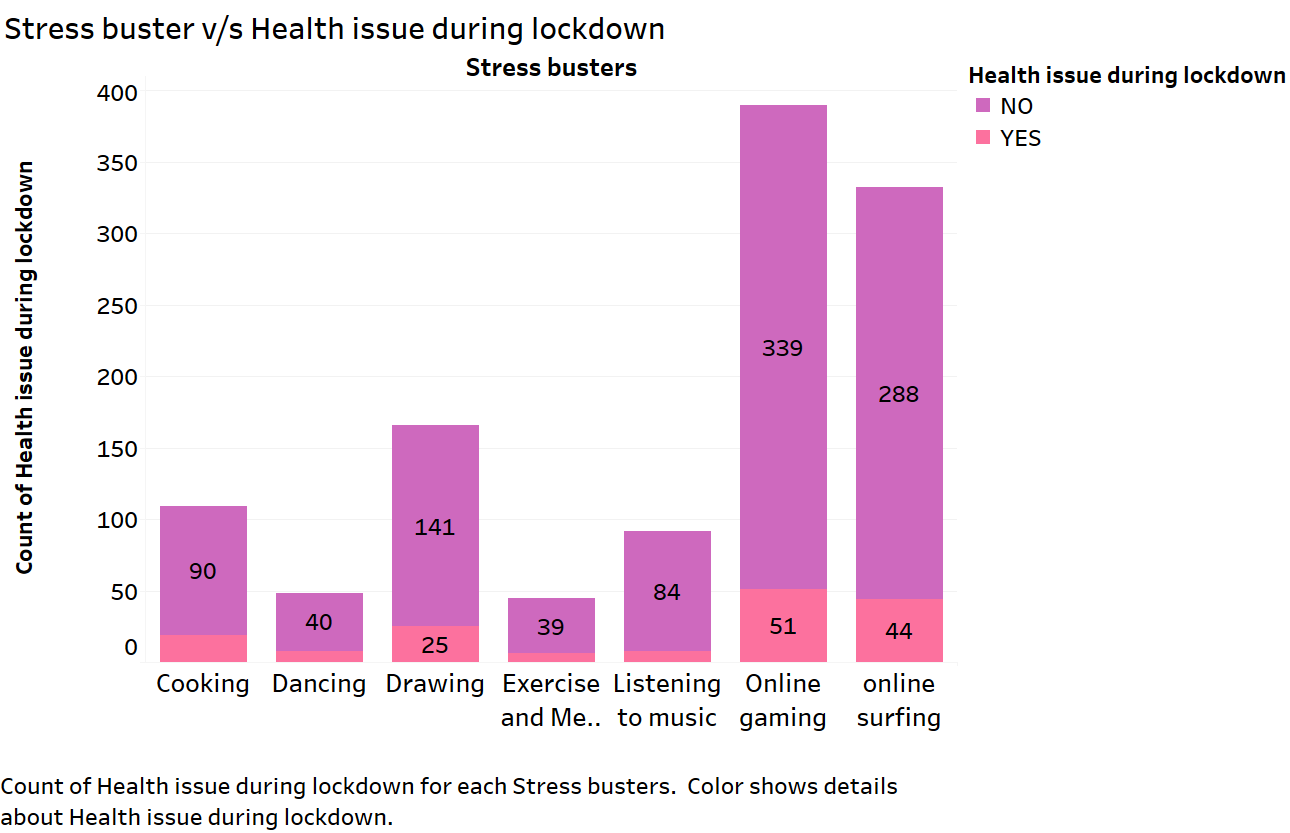 Stress buster v/s Health issue during lockdown
Stress busters
Health issue during lockdown
NO
YES
Count of Health issue during lockdown
400
350
300
250
200
150
100
50
0
90
40
141
25
39
84
339
51
288
44
Cooking
Dancing
Drawing
Exercise
and Me..
Listening
to music
Online
gaming
online
surfing
Count of Health issue during lockdown for each Stress busters.  Color shows details
about Health issue during lockdown.